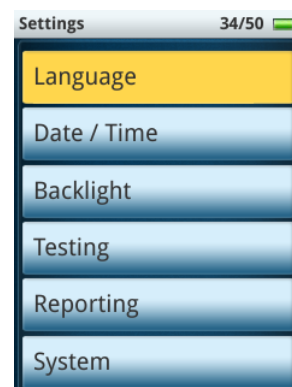 Settings 34/50
Language
Date / Time
Backlight
Testing
Reporting
System